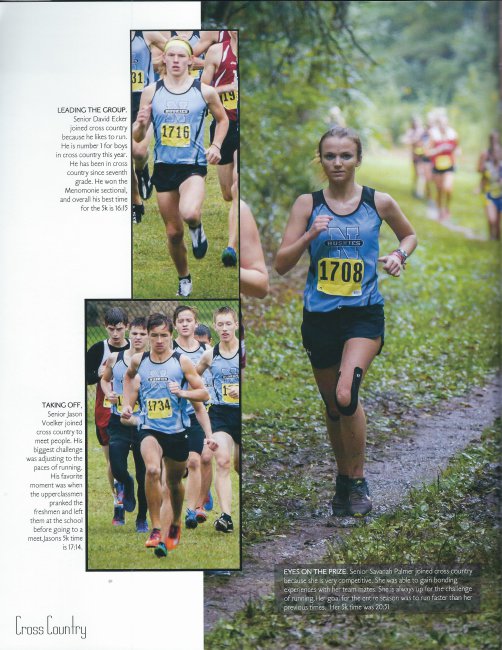 LEADING THE GROUP.
Senior David Ecker
joined cross country
because he likes to run.
He is number 1 for boys
in cross country this year.
He has been in cross
country since seventh
grade. He won the
Menomonie sectional,
and overall his best time
for the 5k is 16:15
31
1716
19
N
HUSKIES
1708
TAKING OFF.
Senior Jason
Voelker joined
cross country to
meet people. His
biggest challenge
was adjusting to the
paces of running.
His favorite
moment was when
the upperclassmen
pranked the
freshmen and left
them at the school
before going to a
meet.Jasons 5k time
is 17:14.
1734
EYES ON THE PRIZE. Senior Savanah Palmer joined cross country
because she is very competitive. She was able to gain bonding
experiences with her team mates. She is always up for the challenge
of running. Her goal for the entire season was to run faster than her
previous times. Her 5k time was 20:51
Cross Country